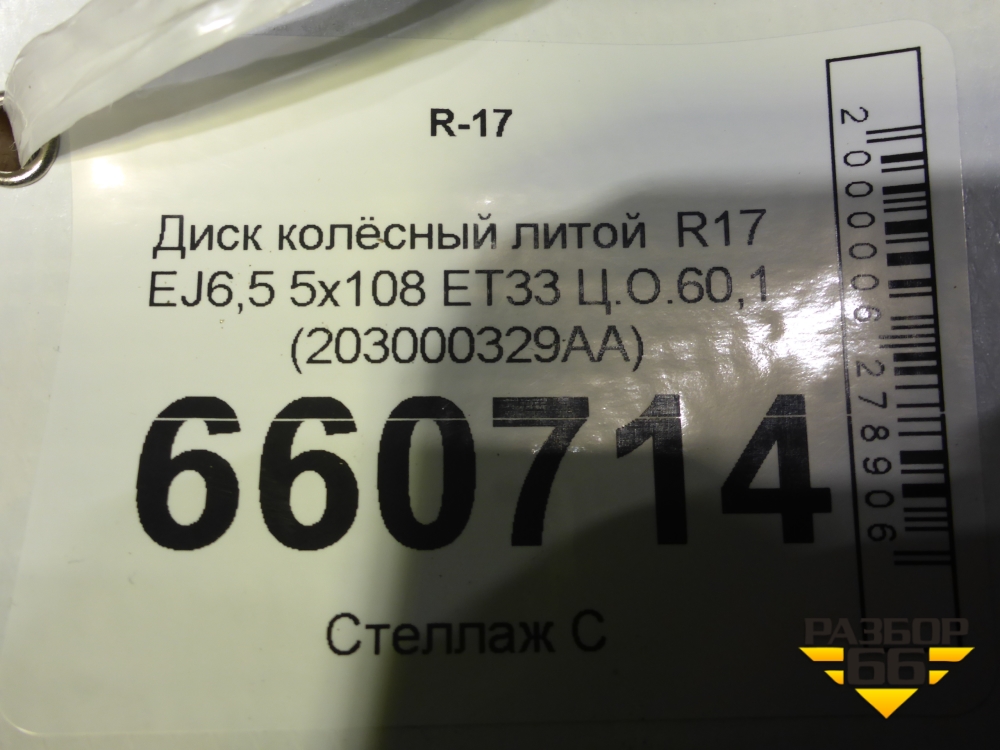 R-17
Диск колёсный литой R17
EJ6,5 5x108 ET33 Ц.О.60,1
(203000329AA)
660714
Стеллаж С
2000006278906
РАЗБОР
66